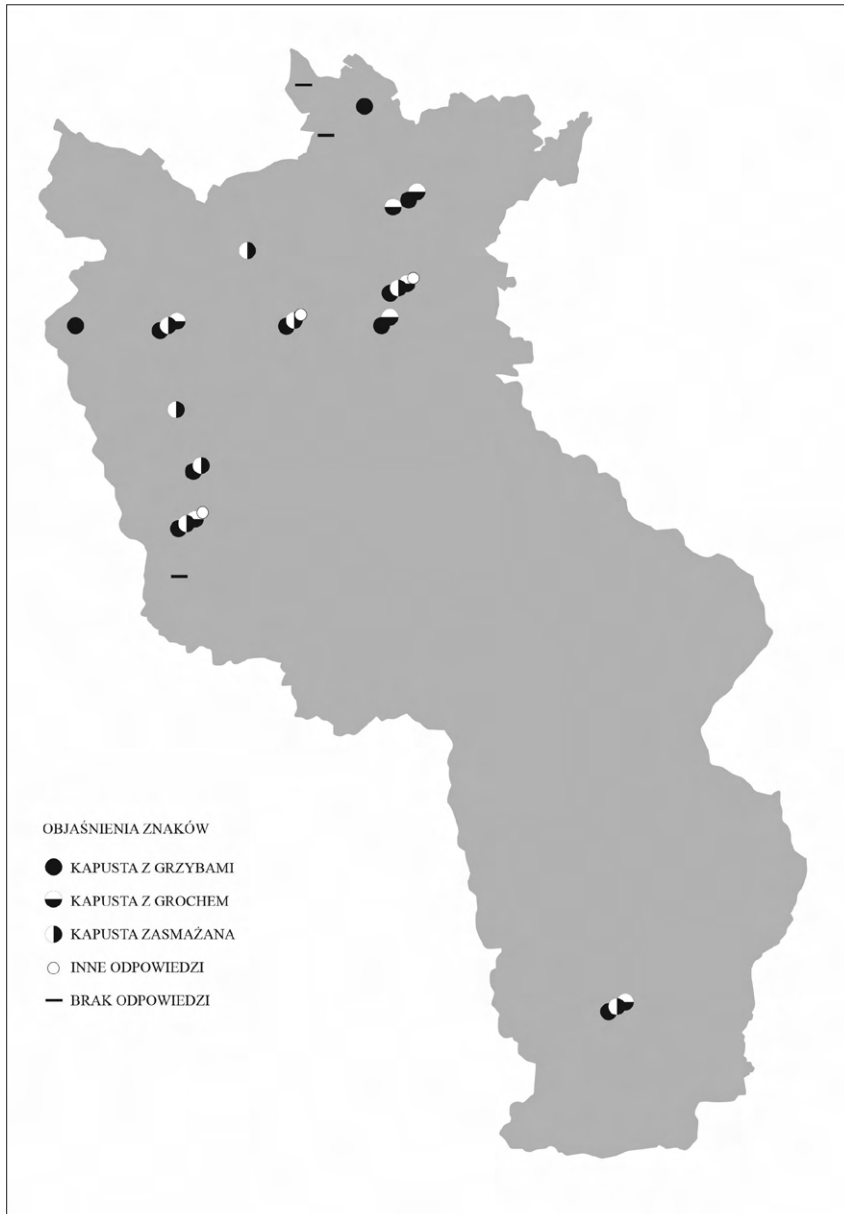 OBJAŚNIENIA ZNAKÓW
KAPUSTA Z GRZYBAMI
KAPUSTA Z GROCHEM
KAPUSTA ZASMAŻANA
INNE ODPOWIEDZI
BRAK ODPOWIEDZI